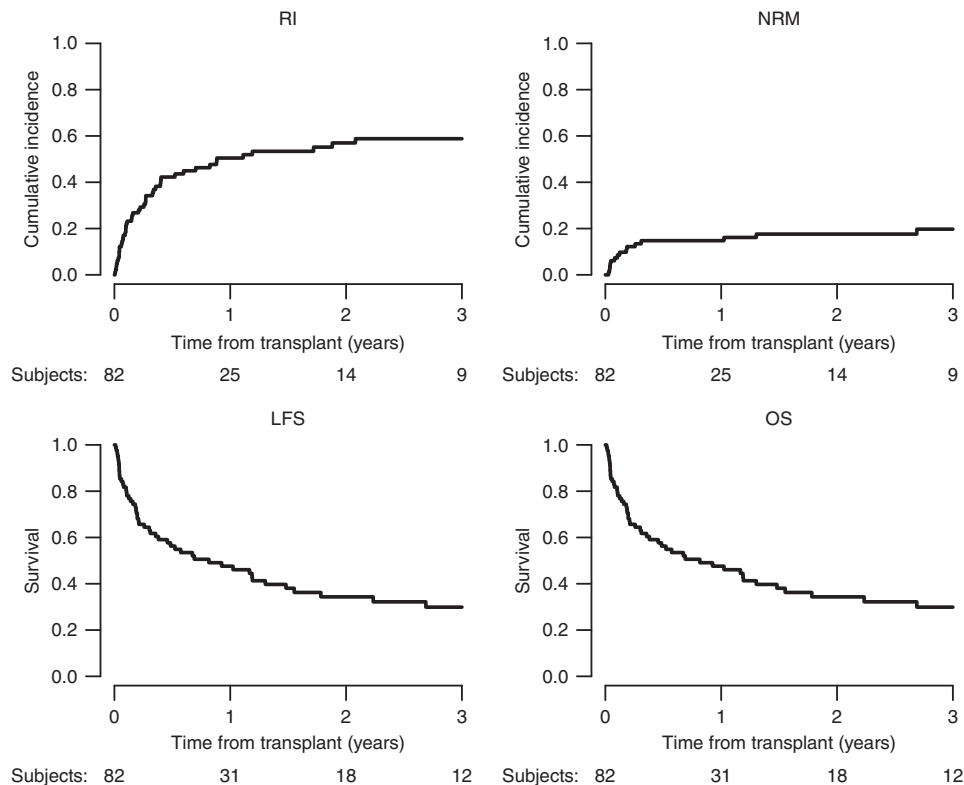 RI
Cumulative incidence
1.0
0.8
0.6
0.4
0.2
0.0
0 1 2 3
Time from transplant (years)
Subjects: 82 25 14 9
NRM
Cumulative incidence
1.0
0.8
0.6
0.4
0.2
0.0
0 1 2 3
Time from transplant (years)
Subjects: 82 25 14 9
LFS
Survival
1.0
0.8
0.6
0.4
0.2
0.0
0 1 2 3
Time from transplant (years)
Subjects: 82 31 18 12
OS
Survival
1.0
0.8
0.6
0.4
0.2
0.0
0 1 2 3
Time from transplant (years)
Subjects: 82 31 18 12